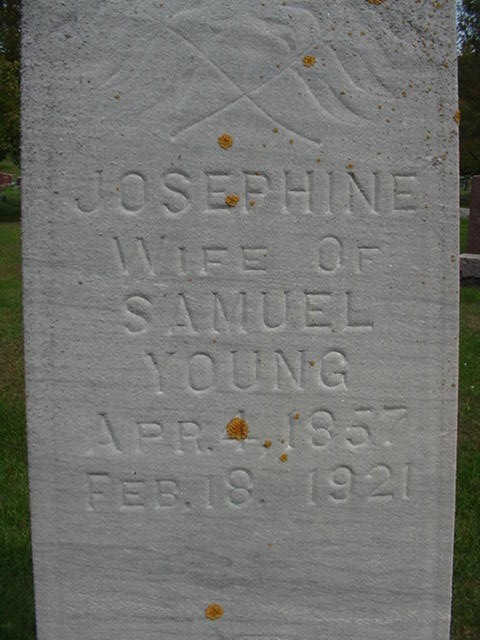 JOSEPHINE
WIFE OF
SAMUEL
YOUNG
APR. 4. 1857
FEB. 18. 1921